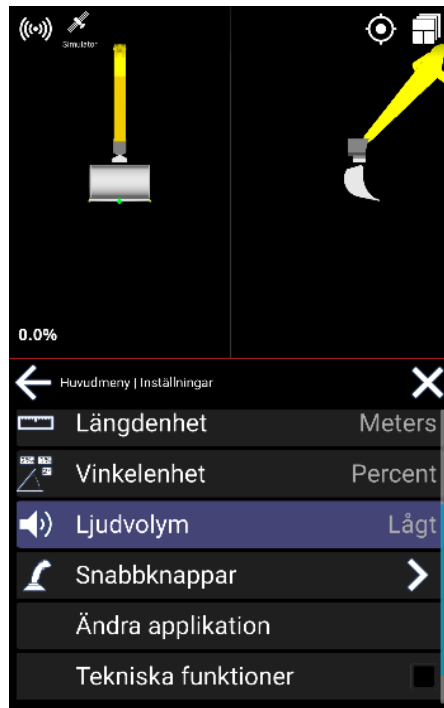 Simulator
0.0%
Huvudmeny | Inställningar
Längdenhet Meters
Vinkelenhet Percent
Ljudvolym Lågt
Snabbknappar
Ändra applikation
Tekniska funktioner